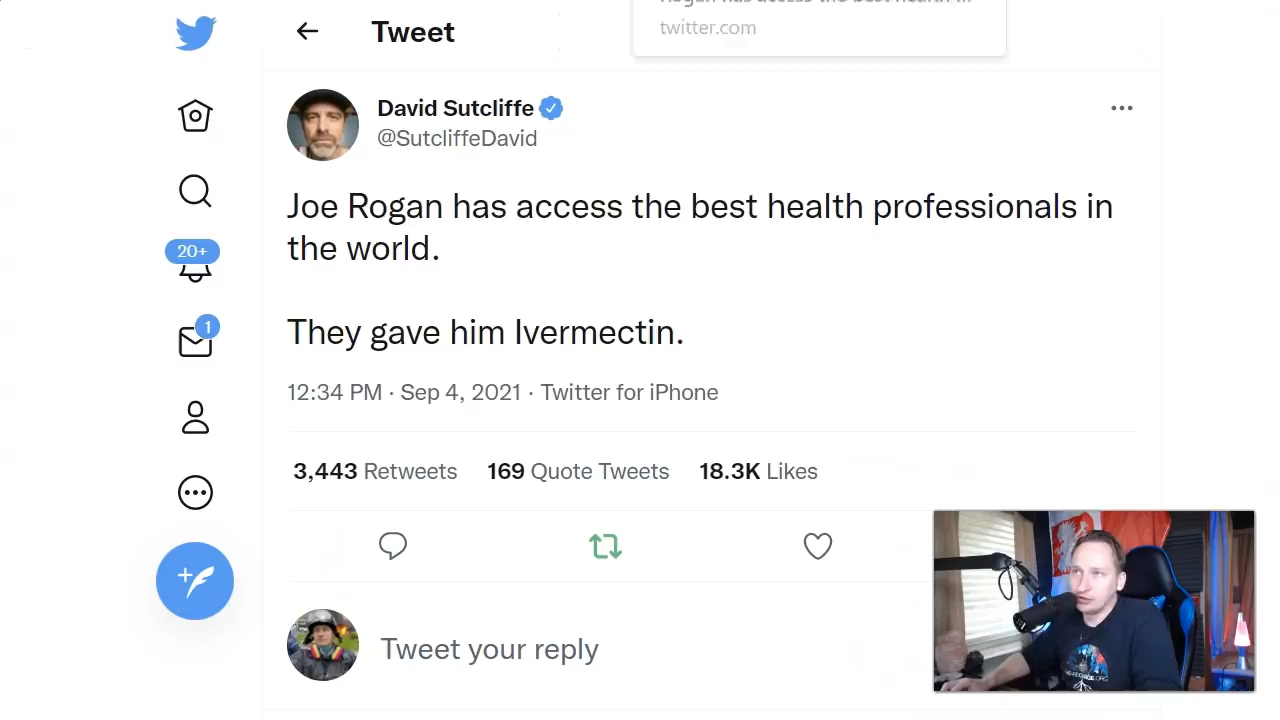 Tweet
twitter.com
David Sutcliffe
@SutcliffeDavid
Joe Rogan has access the best health professionals in
the world.
They gave him Ivermectin.
12:34 PM · Sep 4, 2021 · Twitter for iPhone
3,443 Retweets 169 Quote Tweets 18.3K Likes
20+
1
Tweet your reply